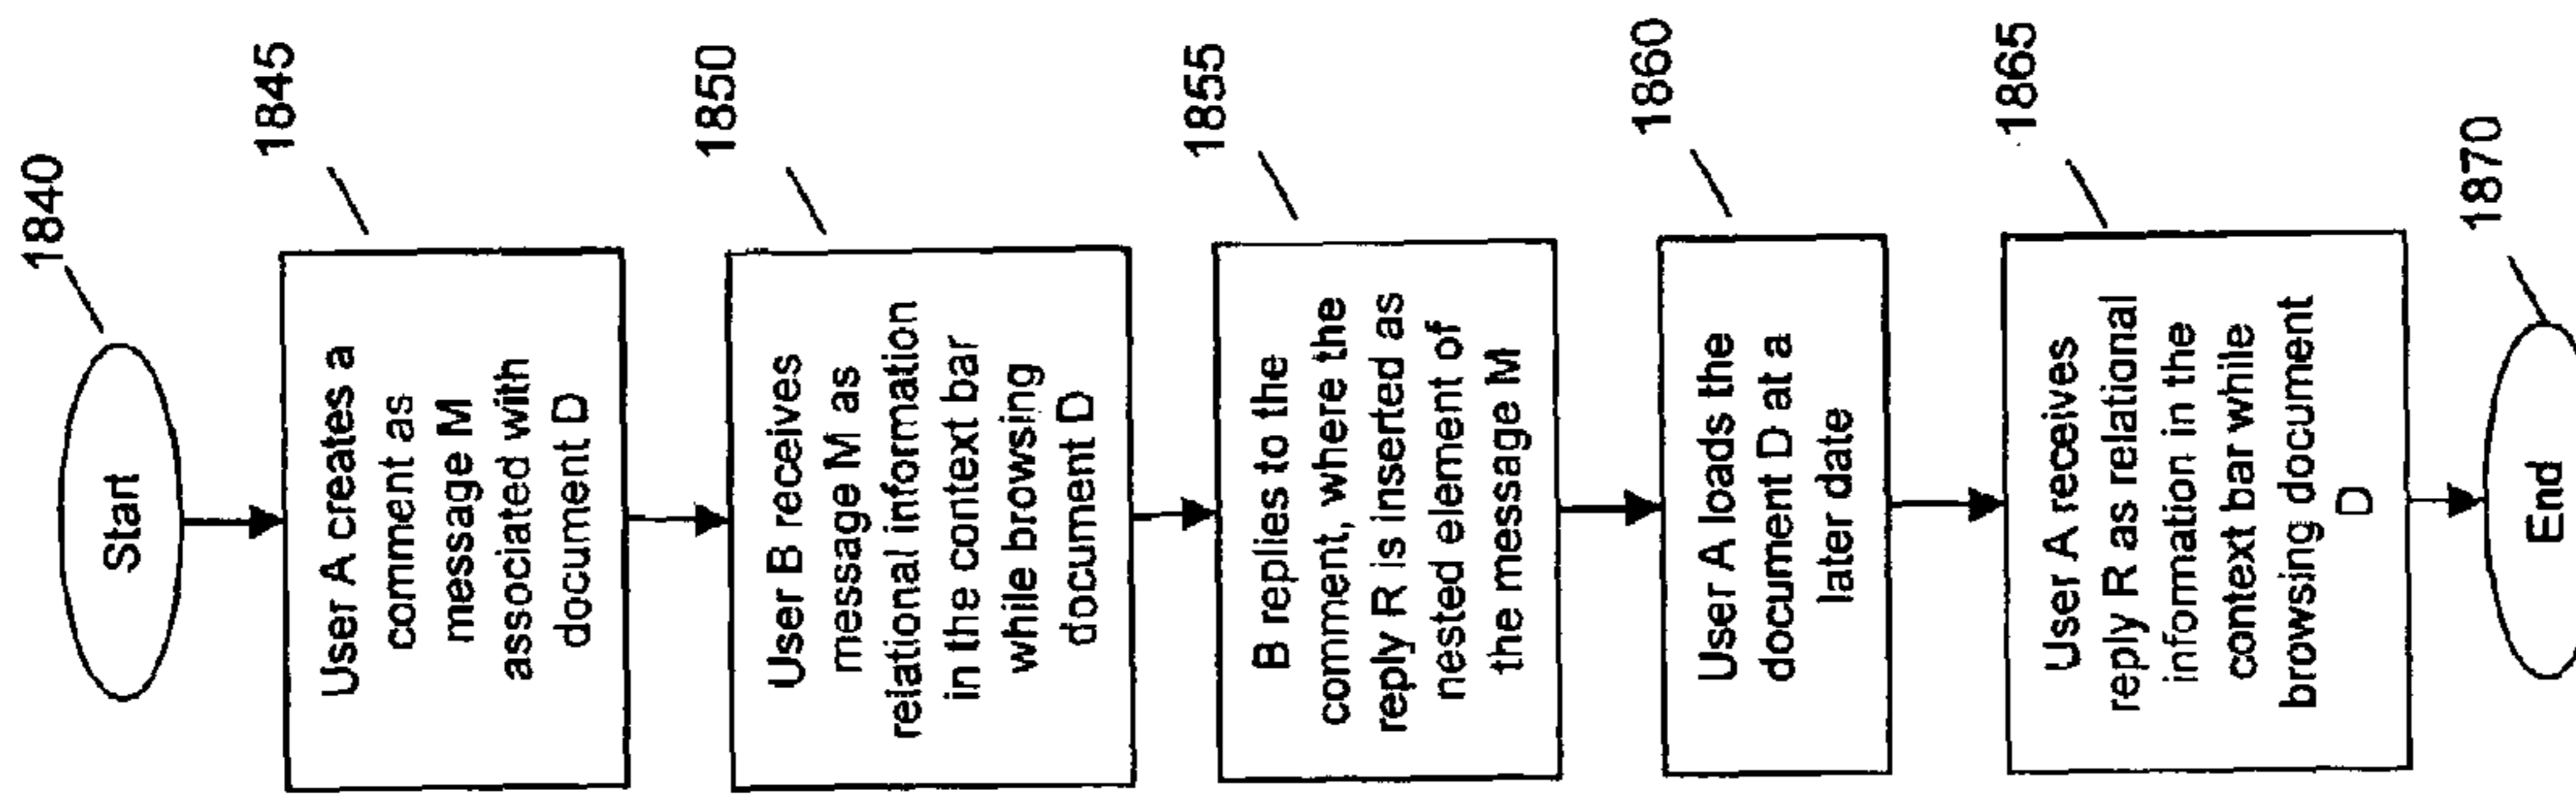 1840
Start
1845
User A creates a
comment as
message M
associated with
document D
1850
User B receives
message M as
relational information
in the context bar
while browsing
document D
1855
B replies to the
comment, where the
reply R is inserted as
nested element of
the message M
1860
User A loads the
document D at a
later date
1865
User A receives
reply R as relational
information in the
context bar while
browsing document
D
1870
End